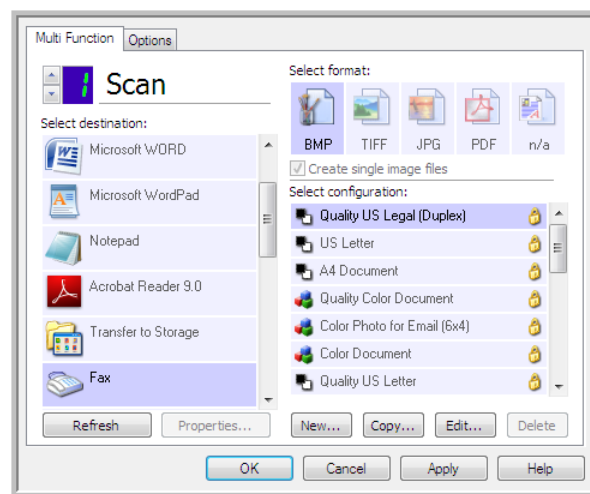 Multi Function Options
1 Scan
Select destination:
Microsoft WORD
Microsoft WordPad
Notepad
Acrobat Reader 9.0
Transfer to Storage
Fax
Refresh Properties...
Select format:
BMP TIFF JPG PDF n/a
Create single image files
Select configuration:
Quality US Legal (Duplex)
US Letter
A4 Document
Quality Color Document
Color Photo for Email (6x4)
Color Document
Quality US Letter
New... Copy... Edit... Delete
OK Cancel Apply Help